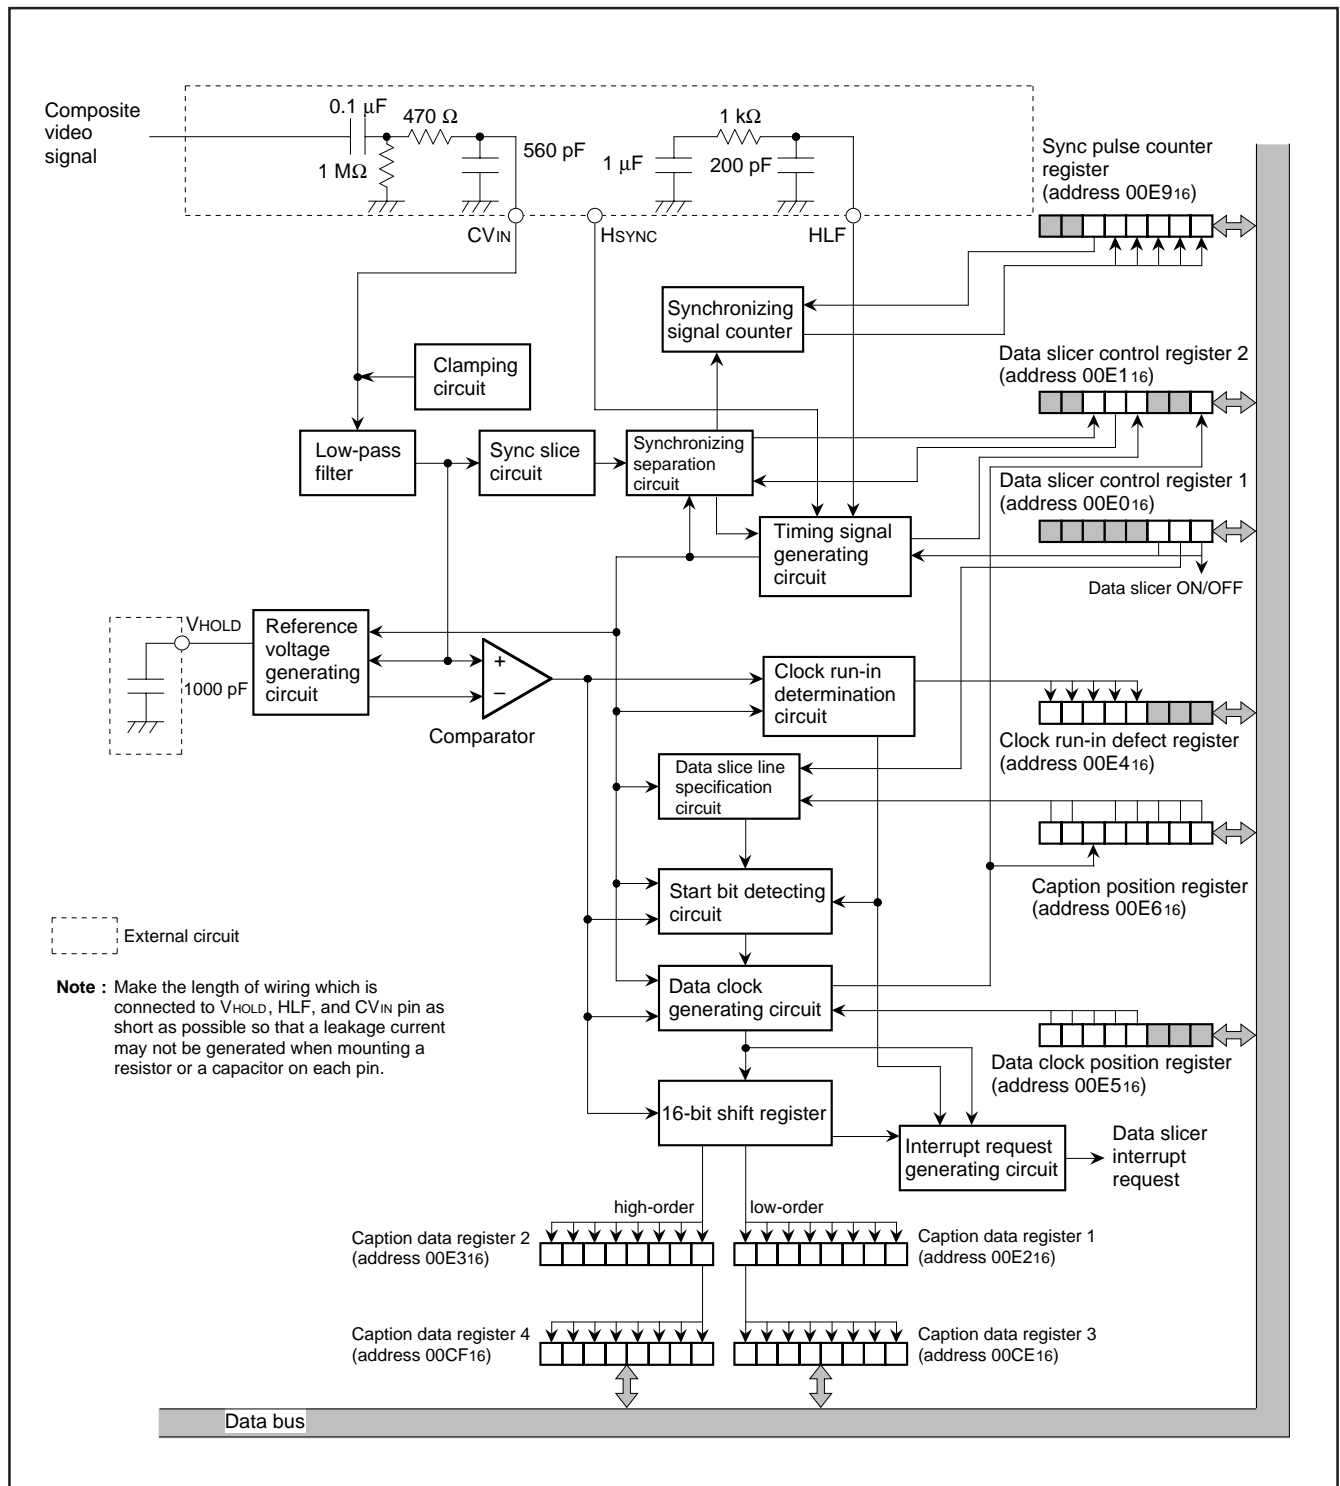 Composite
video
signal
0.1 µF
470 Ω
1 MΩ
560 pF
1 kΩ
1 µF
200 pF
Sync pulse counter
register
(address 00E916)
CVIN
HSYNC
HLF
Synchronizing
signal counter
Data slicer control register 2
(address 00E116)
Clamping
circuit
Low-pass
filter
Sync slice
circuit
Synchronizing
separation
circuit
Data slicer control register 1
(address 00E016)
Timing signal
generating
circuit
Data slicer ON/OFF
VHOLD
1000 pF
Reference
voltage
generating
circuit
+
–
Comparator
Clock run-in
determination
circuit
Clock run-in defect register
(address 00E416)
Data slice line
specification
circuit
Start bit detecting
circuit
Caption position register
(address 00E616)
External circuit
Note : Make the length of wiring which is
connected to VHOLD, HLF, and CVIN pin as
short as possible so that a leakage current
may not be generated when mounting a
resistor or a capacitor on each pin.
Data clock
generating circuit
Data clock position register
(address 00E516)
16-bit shift register
Interrupt request
generating circuit
Data slicer
interrupt
request
high-order
low-order
Caption data register 2
(address 00E316)
Caption data register 1
(address 00E216)
Caption data register 4
(address 00CF16)
Caption data register 3
(address 00CE16)
Data bus